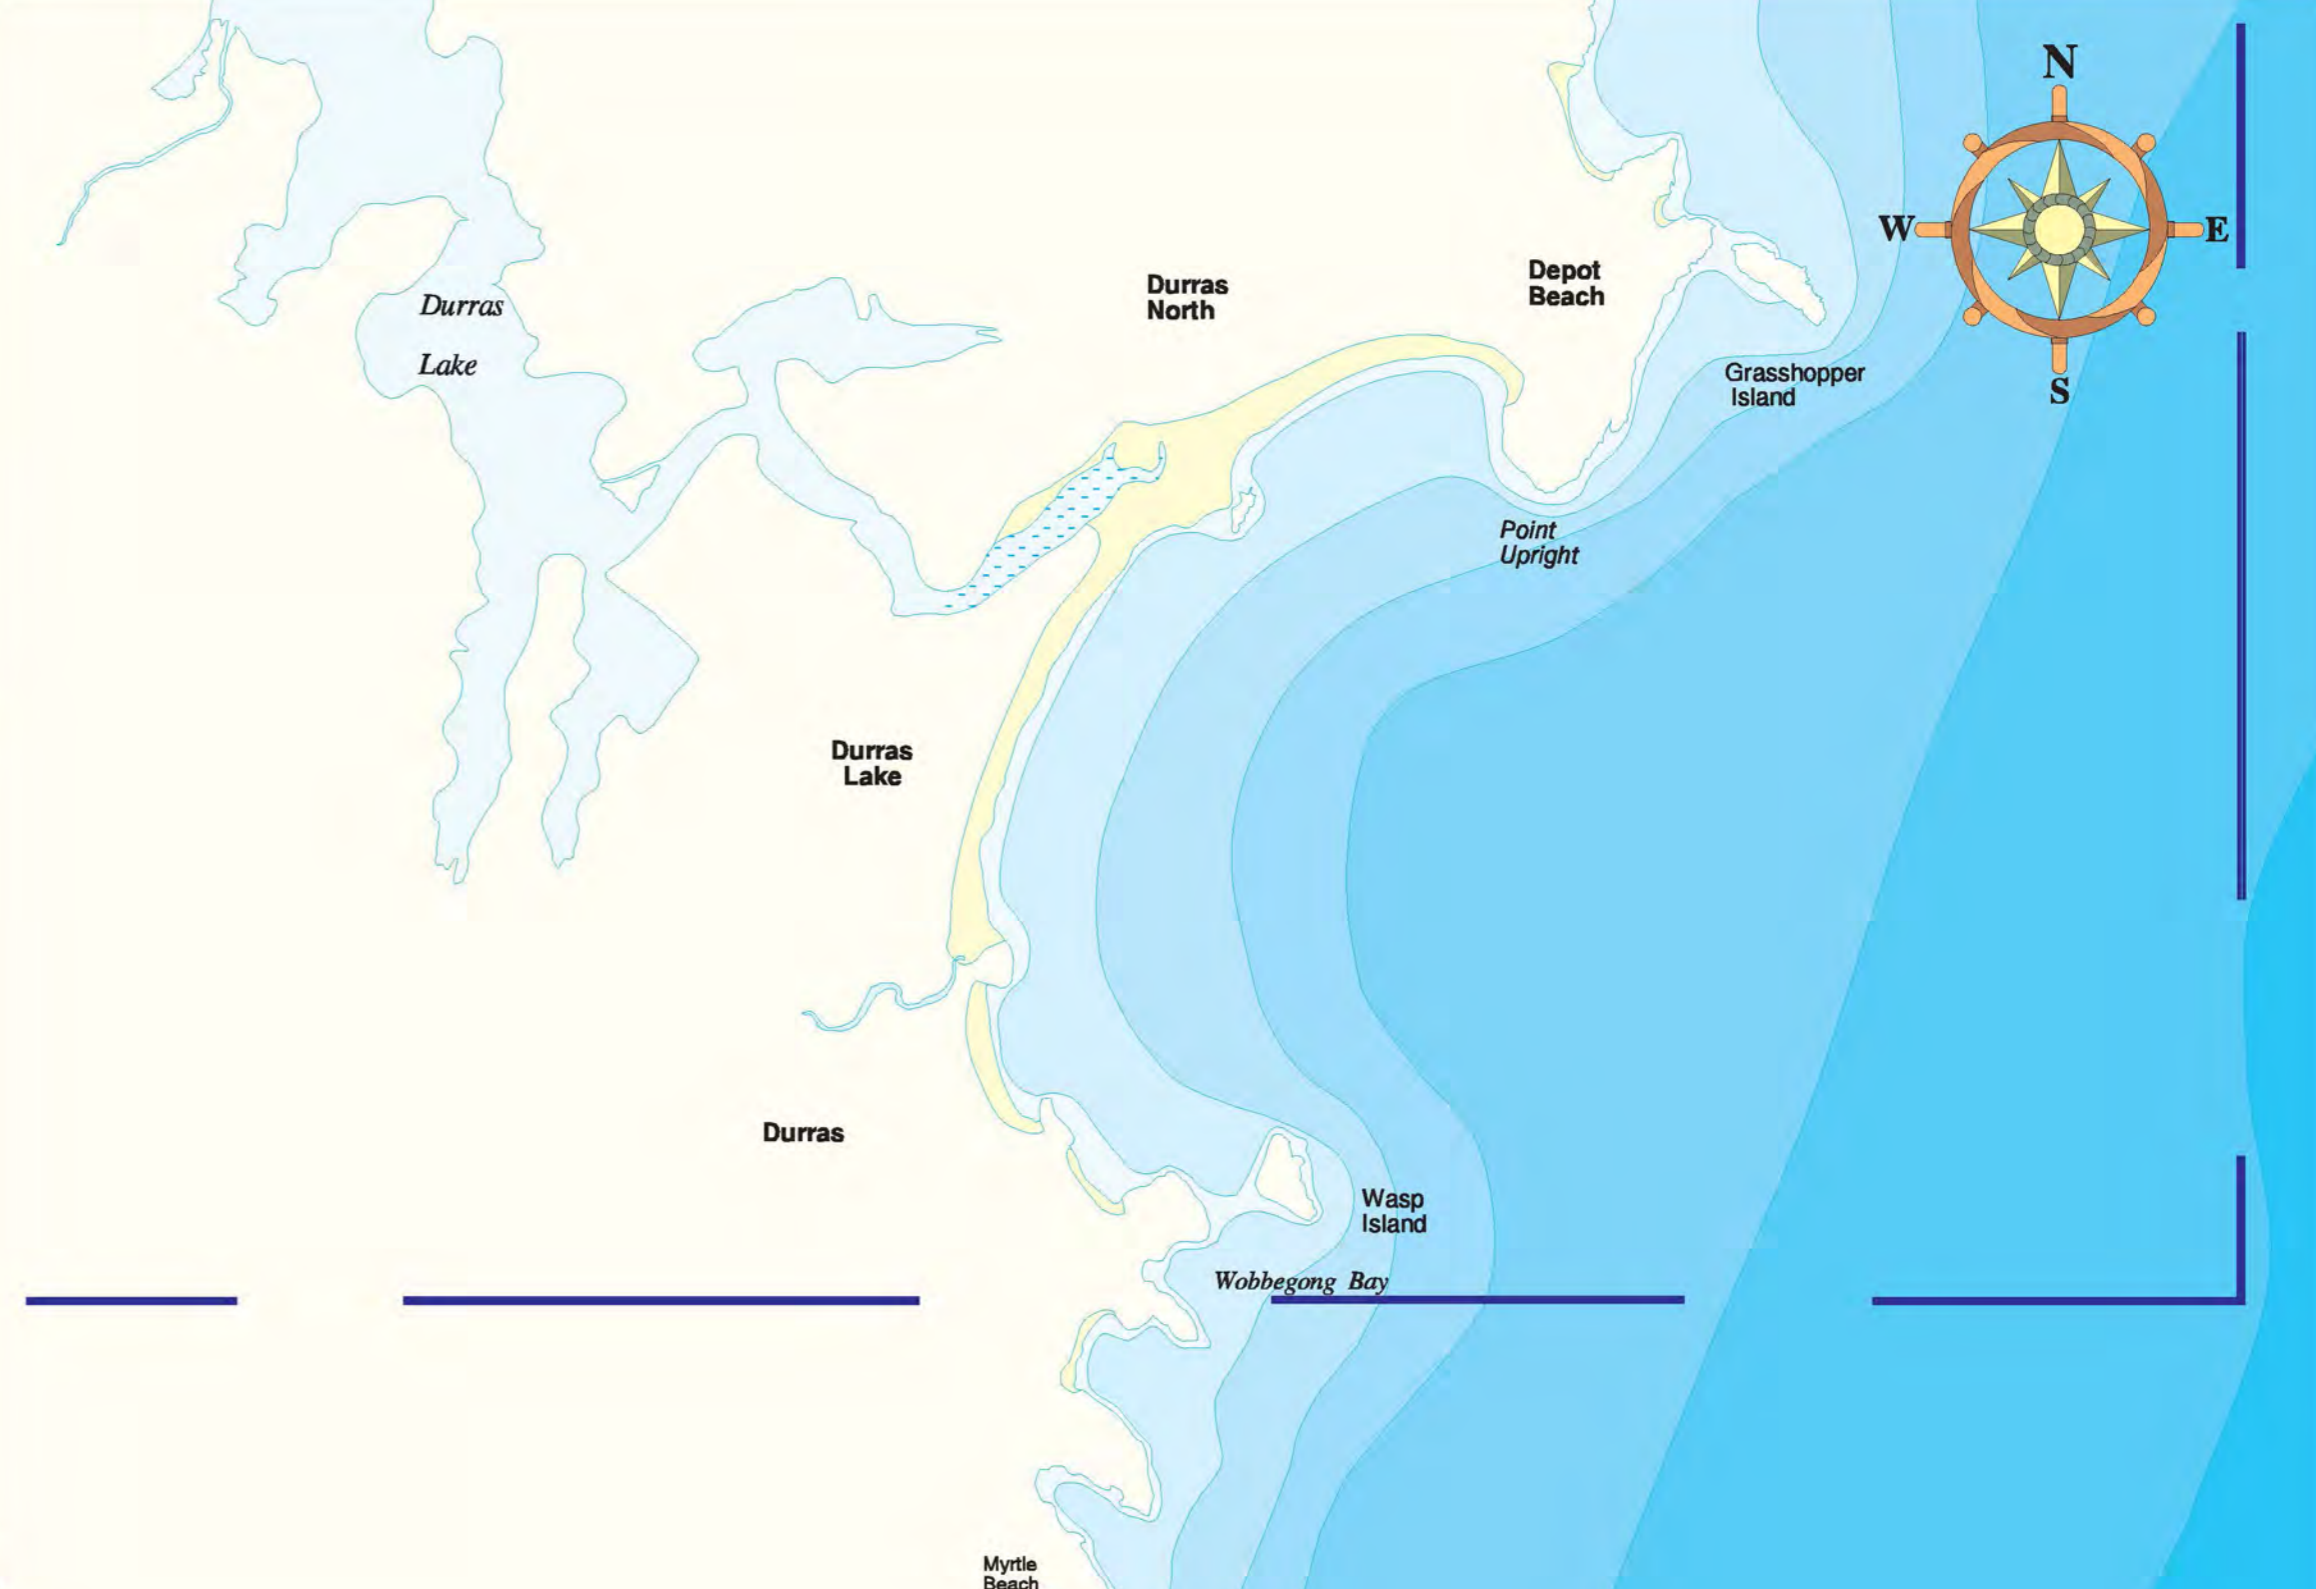 N
W
E
S
Durras
North
Depot
Beach
Durras
Lake
Grasshopper
Island
Point
Upright
Durras
Lake
Durras
Wasp
Island
Wobbegong Bay
Myrtle
Beach